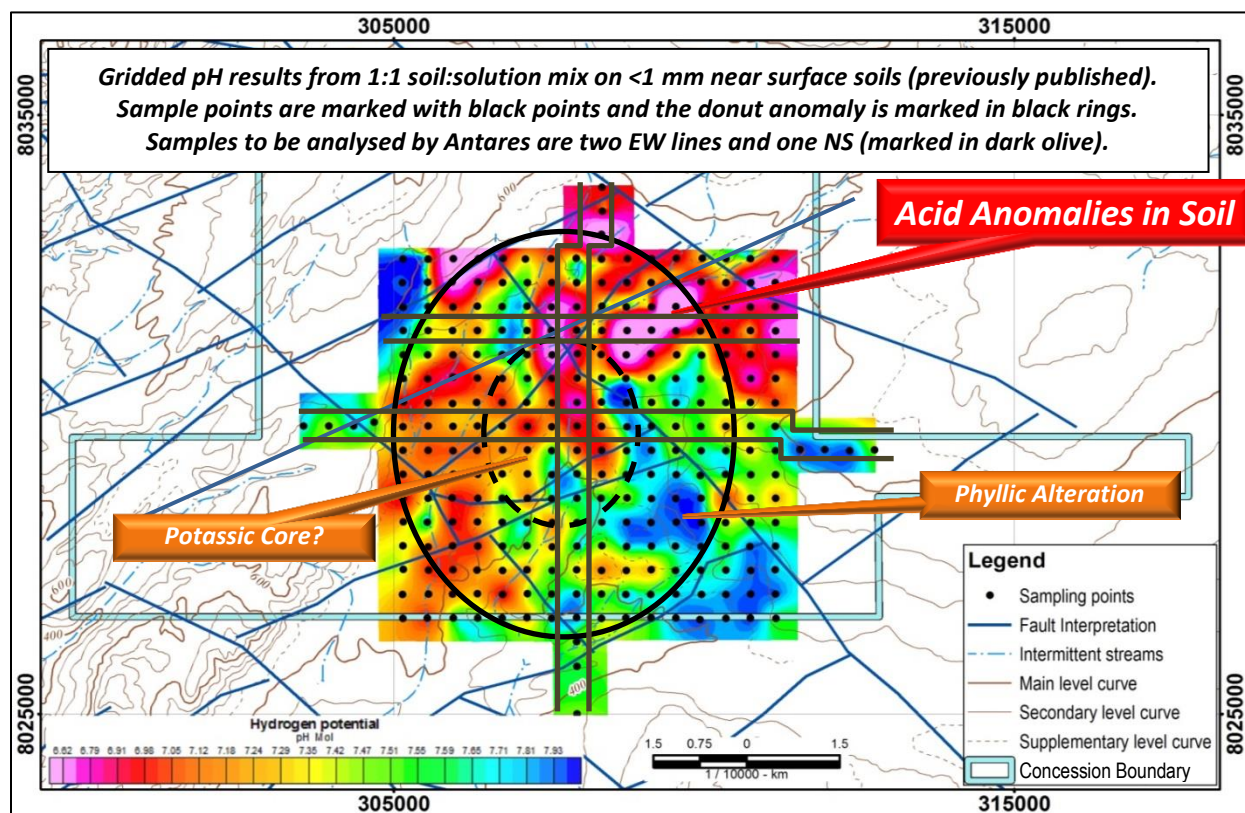 305000
315000
Gridded pH results from 1:1 soil:solution mix on <1 mm near surface soils (previously published).
Sample points are marked with black points and the donut anomaly is marked in black rings.
Samples to be analysed by Antares are two EW lines and one NS (marked in dark olive).
8035000
8035000
600
Acid Anomalies in Soil
Potassic Core?
Phyllic Alteration
600
500
400
400
8025000
8025000
Legend
Sampling points
Fault Interpretation
Intermittent streams
Main level curve
Secondary level curve
Supplementary level curve
Concession Boundary
Hydrogen potential
pH Mol
6.62 6.79 6.91 6.98 7.05 7.12 7.18 7.24 7.29 7.35 7.42 7.47 7.51 7.55 7.59 7.65 7.71 7.81 7.93
1.5 0.75 0 1.5
1 / 10000 - km
305000
315000